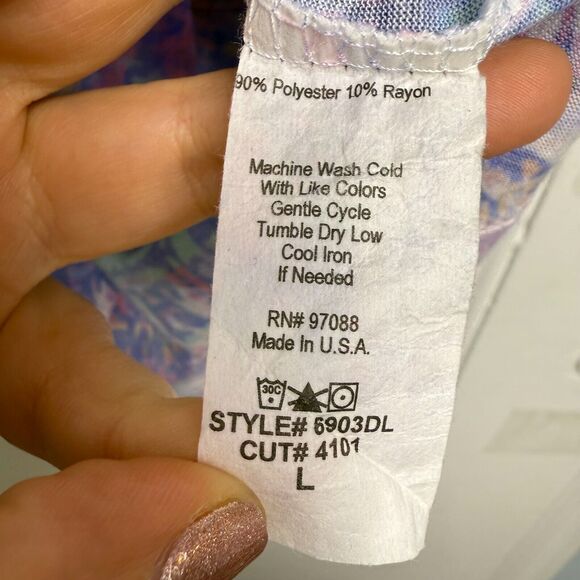 90% Polyester 10% Rayon
Machine Wash Cold
With Like Colors
Gentle Cycle
Tumble Dry Low
Cool Iron
If Needed
RN# 97088
Made in U.S.A.
30C
STYLE# 6903DL
CUT# 4101
L